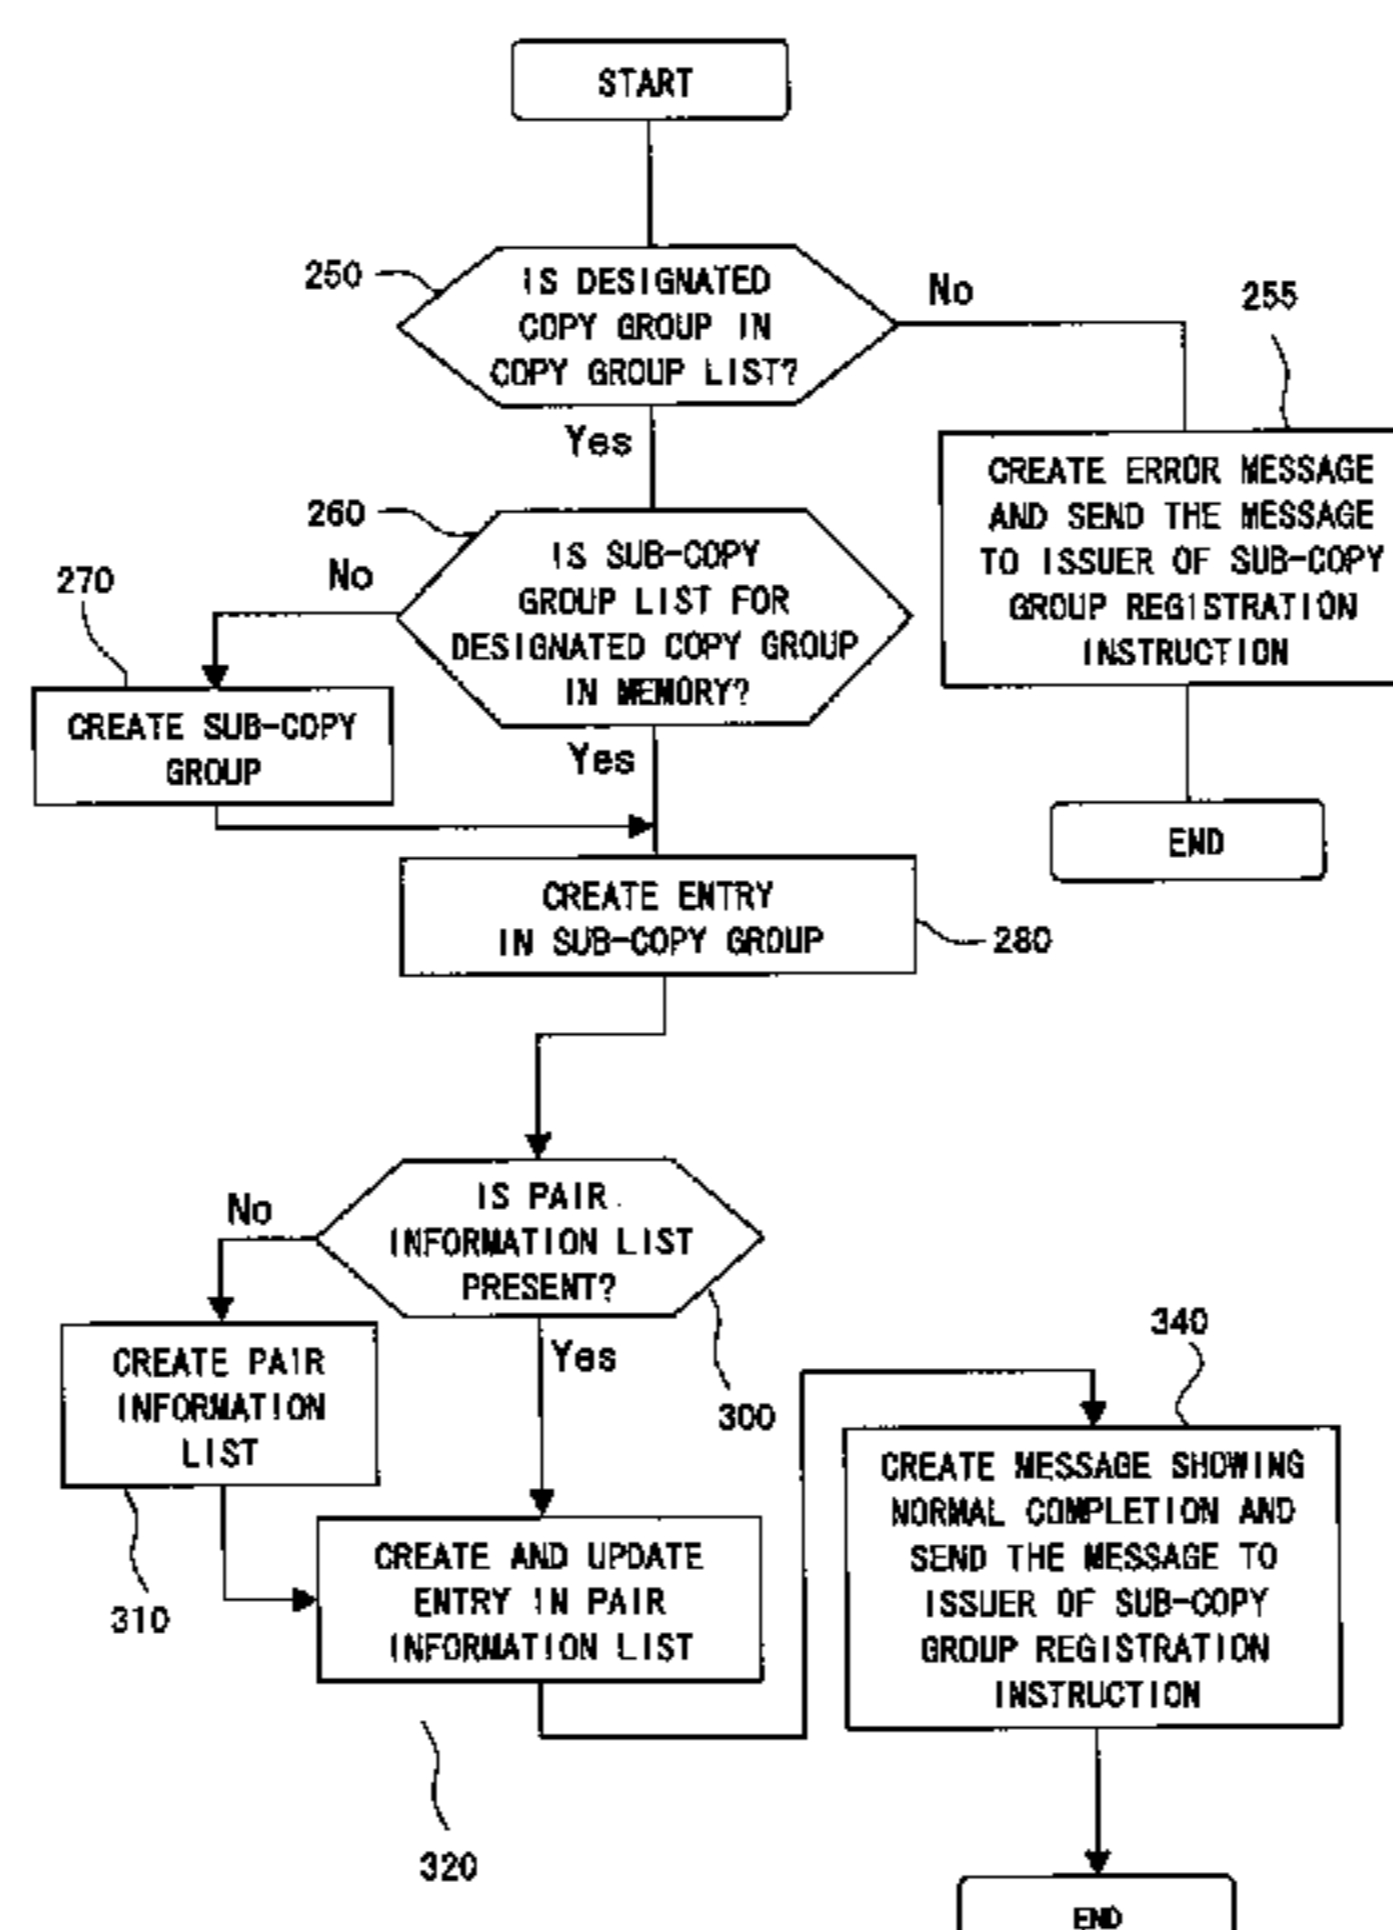 START
250
IS DESIGNATED
COPY GROUP IN
COPY GROUP LIST?
No
255
Yes
CREATE ERROR MESSAGE
AND SEND THE MESSAGE
TO ISSUER OF SUB-COPY
GROUP REGISTRATION
INSTRUCTION
260
IS SUB-COPY
GROUP LIST FOR
DESIGNATED COPY GROUP
IN MEMORY?
No
270
CREATE SUB-COPY
GROUP
Yes
END
CREATE ENTRY
IN SUB-COPY GROUP
280
IS PAIR
INFORMATION LIST
PRESENT?
No
300
Yes
CREATE PAIR
INFORMATION
LIST
310
CREATE AND UPDATE
ENTRY IN PAIR
INFORMATION LIST
320
340
CREATE MESSAGE SHOWING
NORMAL COMPLETION AND
SEND THE MESSAGE TO
ISSUER OF SUB-COPY
GROUP REGISTRATION
INSTRUCTION
END